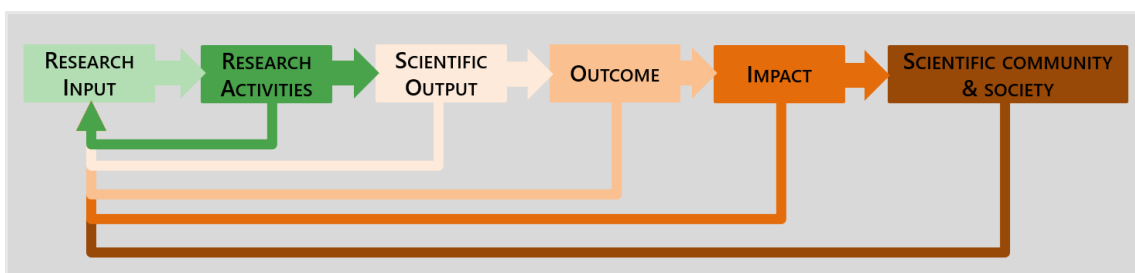 RESEARCH
INPUT
RESEARCH
ACTIVITIES
SCIENTIFIC
OUTPUT
OUTCOME
IMPACT
SCIENTIFIC COMMUNITY
& SOCIETY